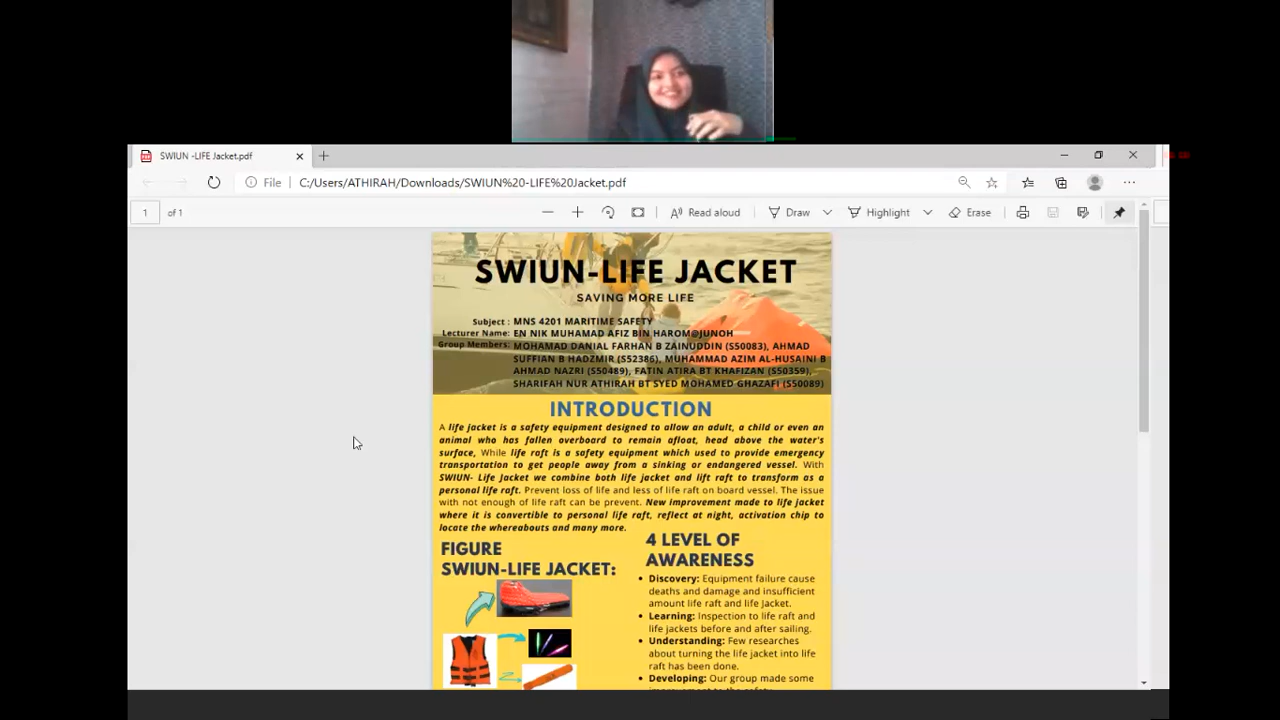 SWIUN -LIFE Jacket.pdf
File C:/Users/ATHIRAH/Downloads/SWIUN%20-LIFE%20Jacket.pdf
1 of 1 Read aloud Draw Highlight Erase
SWIUN-LIFE JACKET
SAVING MORE LIFE
Subject : MNS 4201 MARITIME SAFETY
Lecturer Name: EN NIK MUHAMAD AFIZ BIN HAROM@JUNOH
Group Members: MOHAMAD DANIAL FARHAN B ZAINUDDIN (S50083), AHMAD
SUFFIAN B HADZMIR (S52386), MUHAMMAD AZIM AL-HUSAINI B
AHMAD NAZRI (S50489), FATIN ATIRA BT KHAFIZAN (S50359),
SHARIFAH NUR ATHIRAH BT SYED MOHAMED GHAZAFI (S50089)
INTRODUCTION
A life jacket is a safety equipment designed to allow an adult, a child or even an
animal who has fallen overboard to remain afloat, head above the water's
surface, While life raft is a safety equipment which used to provide emergency
transportation to get people away from a sinking or endangered vessel. With
SWIUN- Life Jacket we combine both life jacket and lift raft to transform as a
personal life raft. Prevent loss of life and less of life raft on board vessel. The issue
with not enough of life raft can be prevent. New improvement made to life jacket
where it is convertible to personal life raft, reflect at night, activation chip to
locate the whereabouts and many more.
FIGURE
SWIUN-LIFE JACKET:
4 LEVEL OF
AWARENESS
• Discovery: Equipment failure cause
deaths and damage and insufficient
amount life raft and life Jacket.
• Learning: Inspection to life raft and
life jackets before and after sailing.
• Understanding: Few researches
about turning the life jacket into life
raft has been done.
• Developing: Our group made some